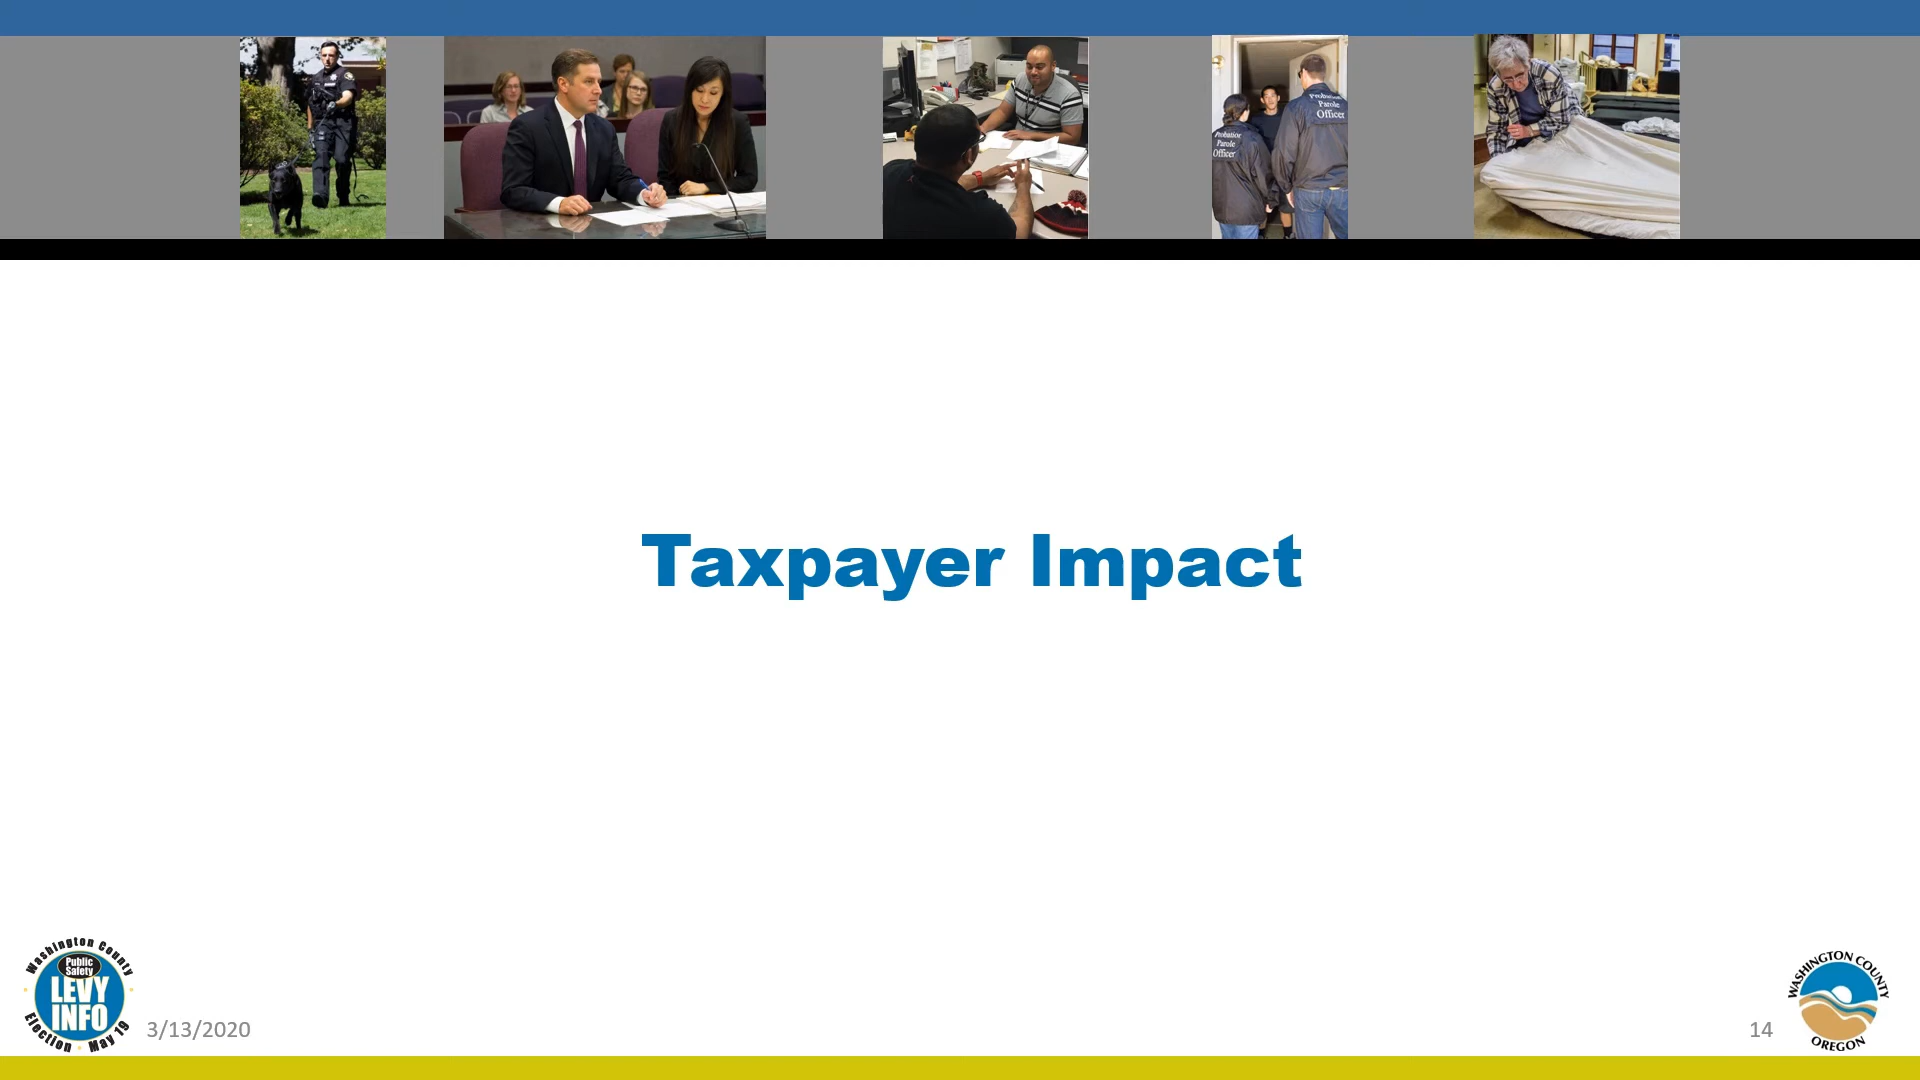 Probation
Parole
Officer
Probation
Parole
Officer
Taxpayer Impact
Washington County
Public
Safety
LEVY
INFO
Election • May 19
3/13/2020
14
WASHINGTON COUNTY
OREGON